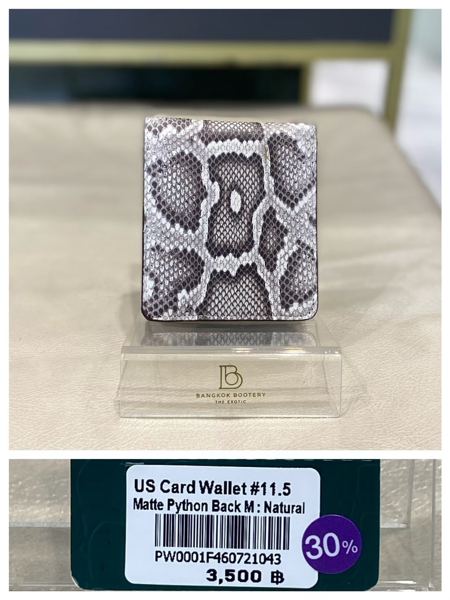 B
BANGKOK BOOTERY
THE EXOTIC
US Card Wallet #11.5
Matte Python Back M : Natural
PW0001F460721043
3,500 ฿
30%